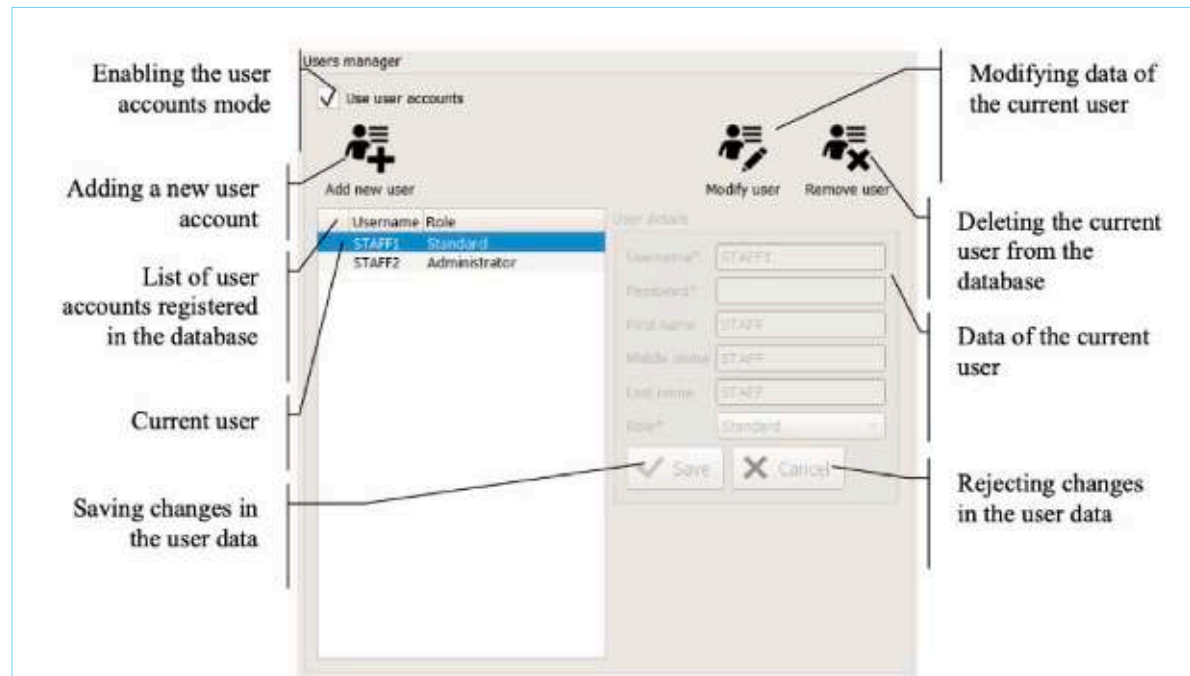 Users manager
Use user accounts
Enabling the user
accounts mode
Modifying data of
the current user
Add new user
Modify user
Remove user
Adding a new user
account
Username Role
STAFF1 Standard
STAFF2 Administrator
User details
Username* STAFF1
Password*
First name STAFF
Middle name STAFF
Last name STAFF
Role* Standard
Save
Cancel
Deleting the current
user from the
database
List of user
accounts registered
in the database
Data of the current
user
Current user
Rejecting changes
in the user data
Saving changes in
the user data